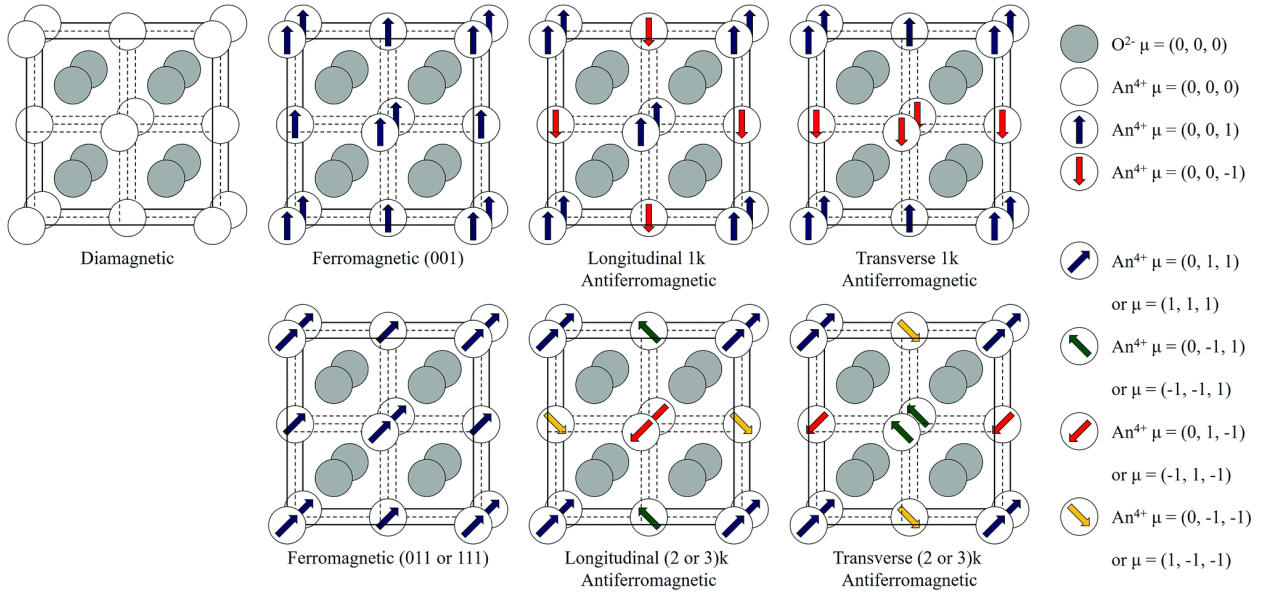 Diamagnetic
Ferromagnetic (001)
Longitudinal 1k
Antiferromagnetic
Transverse 1k
Antiferromagnetic
Ferromagnetic (011 or 111)
Longitudinal (2 or 3)k
Antiferromagnetic
Transverse (2 or 3)k
Antiferromagnetic
O²⁻ μ = (0, 0, 0)
An⁴⁺ μ = (0, 0, 0)
An⁴⁺ μ = (0, 0, 1)
An⁴⁺ μ = (0, 0, -1)
An⁴⁺ μ = (0, 1, 1)
or μ = (1, 1, 1)
An⁴⁺ μ = (0, -1, 1)
or μ = (-1, -1, 1)
An⁴⁺ μ = (0, 1, -1)
or μ = (-1, 1, -1)
An⁴⁺ μ = (0, -1, -1)
or μ = (1, -1, -1)